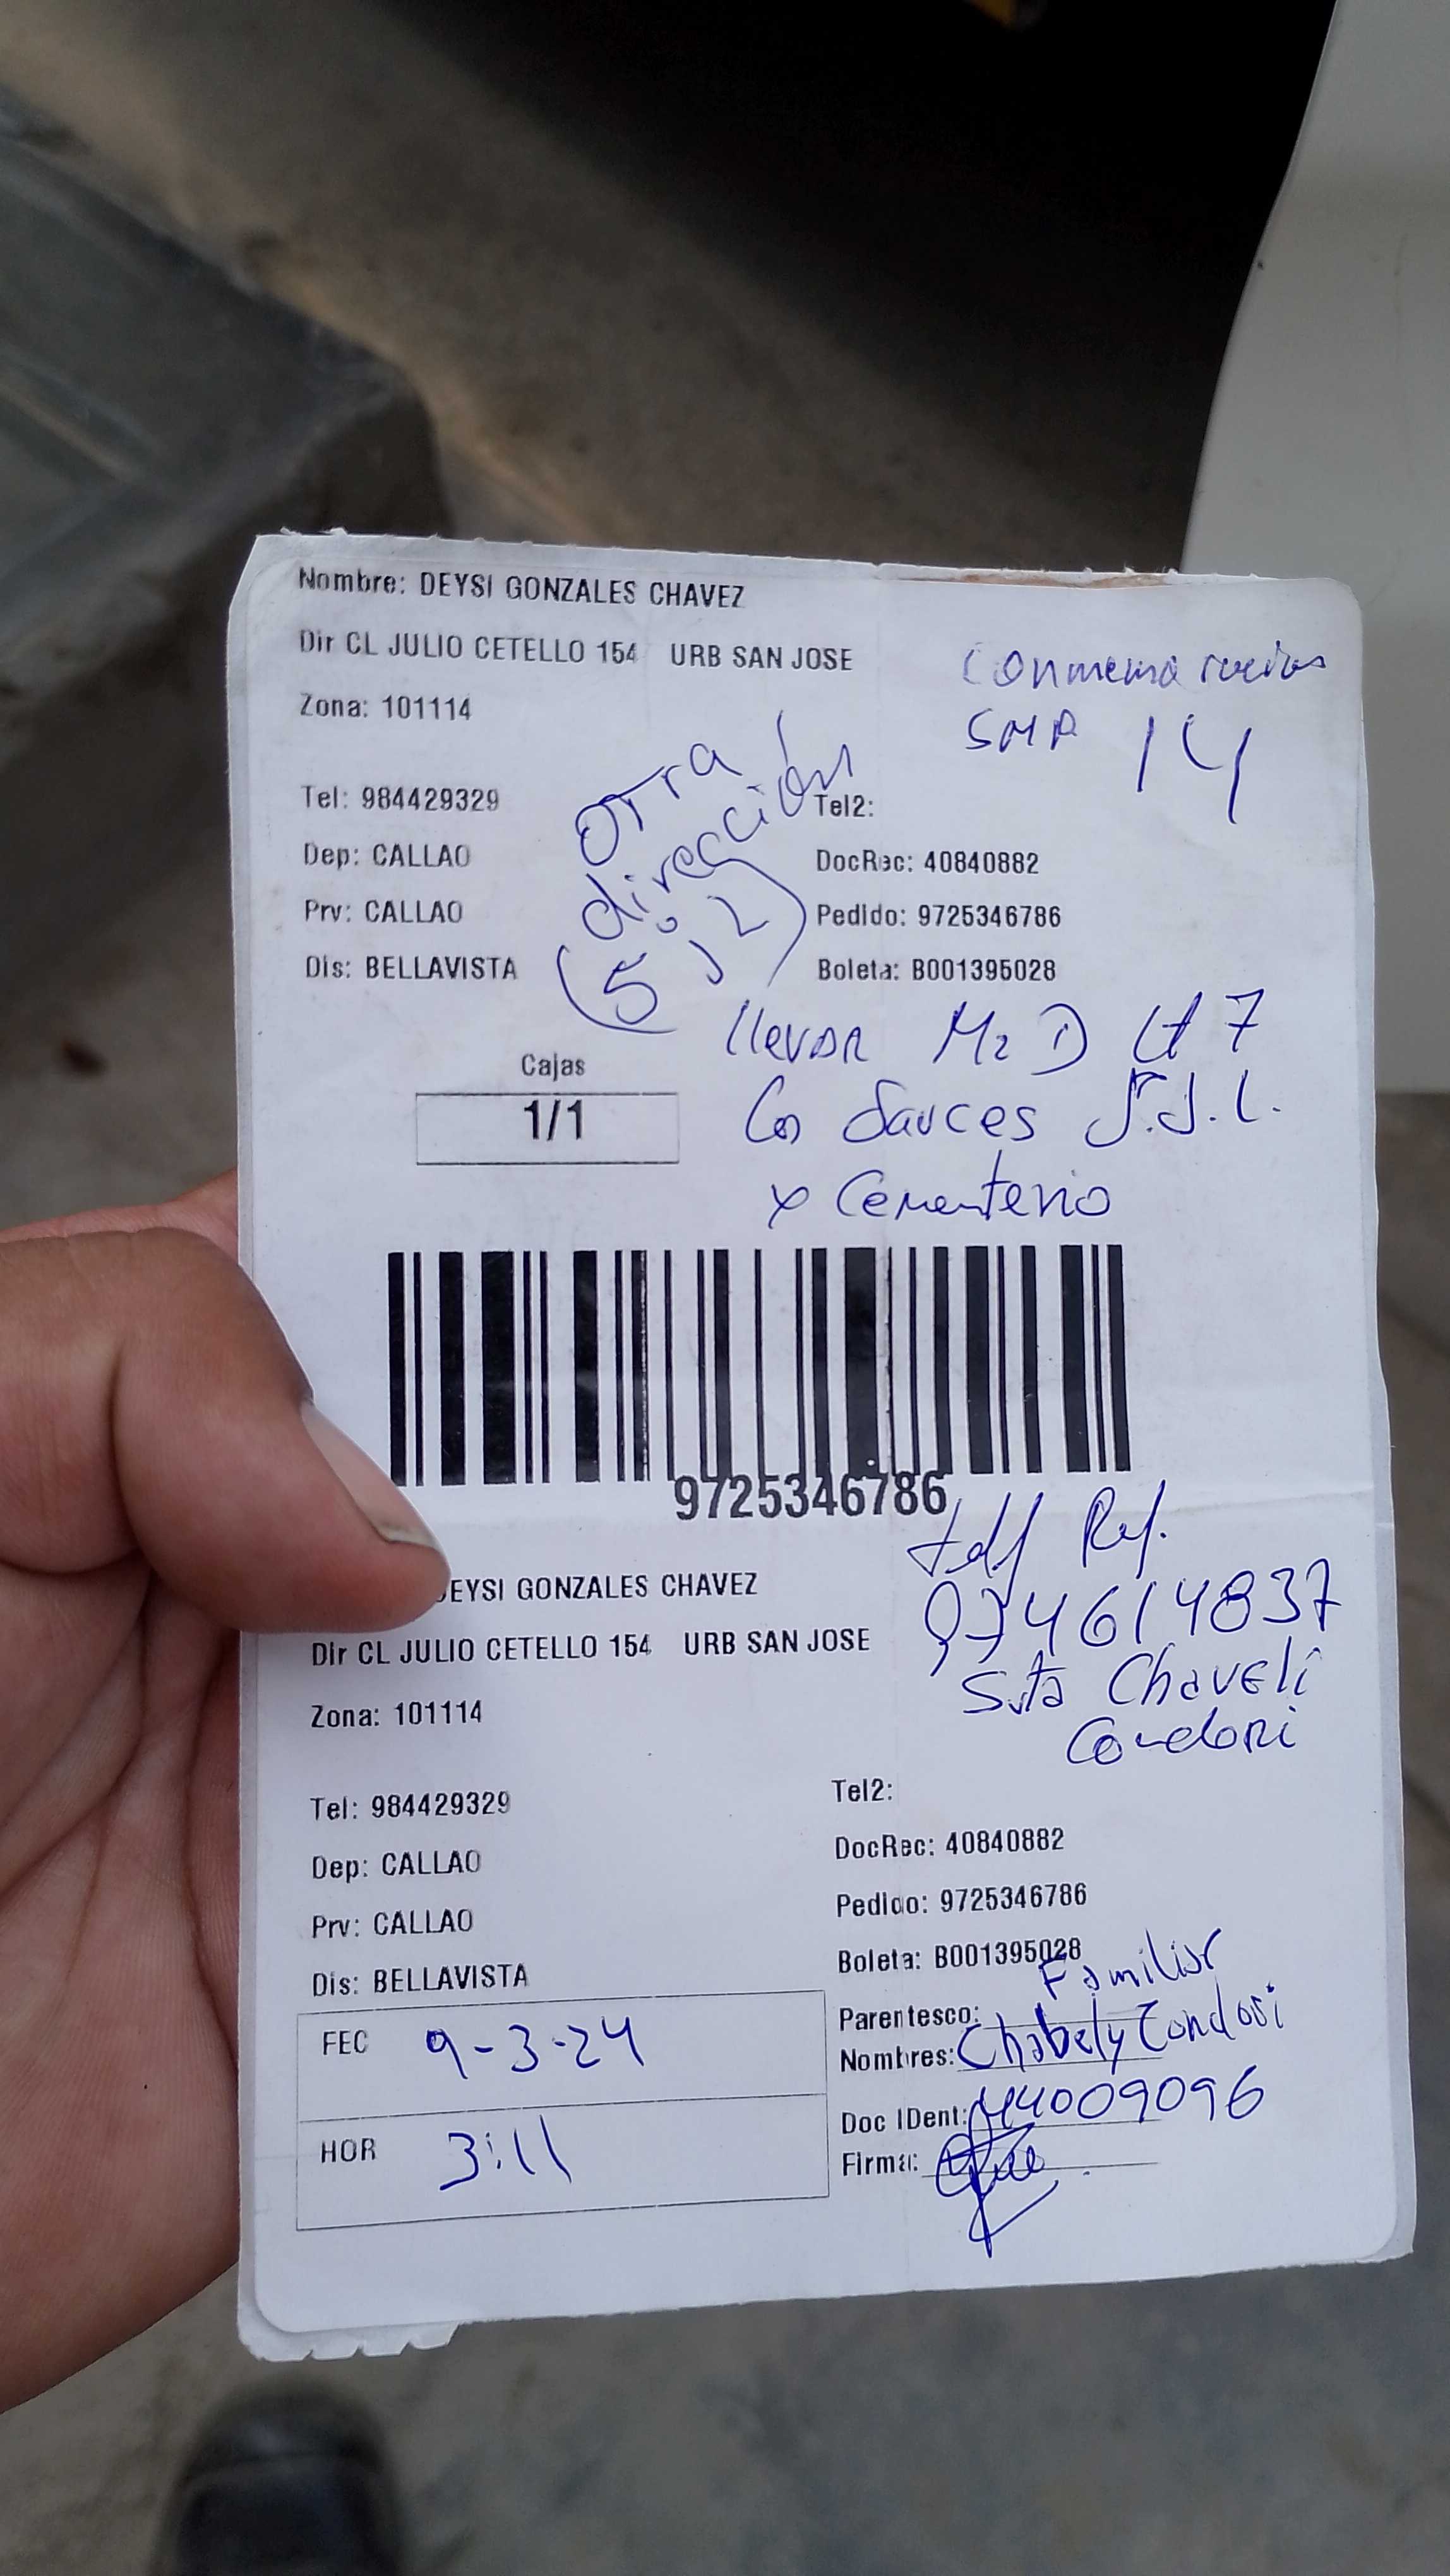 Nombre: DEYSI GONZALES CHAVEZ
Dir CL JULIO CETELLO 154 URB SAN JOSE
SMP 14
Zona: 101114
otra
dirección
Tel: 984429329 Tel2:
Dep: CALLAO DocRec: 40840882
Prv: CALLAO Pedido: 9725346786
Dis: BELLAVISTA Boleta: B001395028
llevar Mz D Lt 7
Los Sauces S.J.L.
x Cementerio
Cajas
1/1
9725346786
telf Ref.
974614837
Srta Chaveli
Condori
DEYSI GONZALES CHAVEZ
Dir CL JULIO CETELLO 154 URB SAN JOSE
Zona: 101114
Tel: 984429329 Tel2:
Dep: CALLAO DocRec: 40840882
Prv: CALLAO Pedido: 9725346786
Dis: BELLAVISTA Boleta: B001395028
FEC 9-3-24
HOR 3:11
Parentesco: Familiar
Nombres: Chabely Condori
Doc IDent: 44009096
Firma: